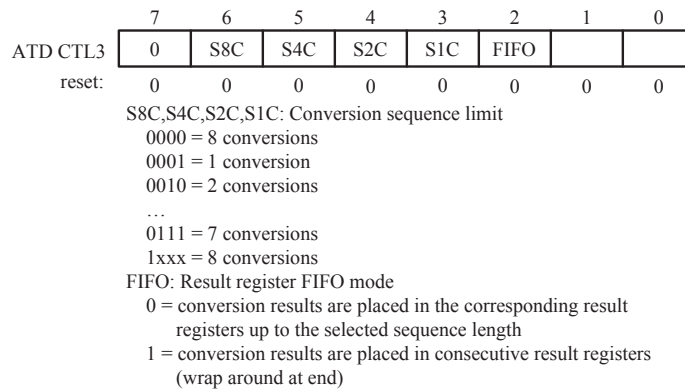 7 6 5 4 3 2 1 0
ATD CTL3 0 S8C S4C S2C S1C FIFO
reset: 0 0 0 0 0 0 0 0
S8C,S4C,S2C,S1C: Conversion sequence limit
0000 = 8 conversions
0001 = 1 conversion
0010 = 2 conversions
…
0111 = 7 conversions
1xxx = 8 conversions
FIFO: Result register FIFO mode
0 = conversion results are placed in the corresponding result
registers up to the selected sequence length
1 = conversion results are placed in consecutive result registers
(wrap around at end)